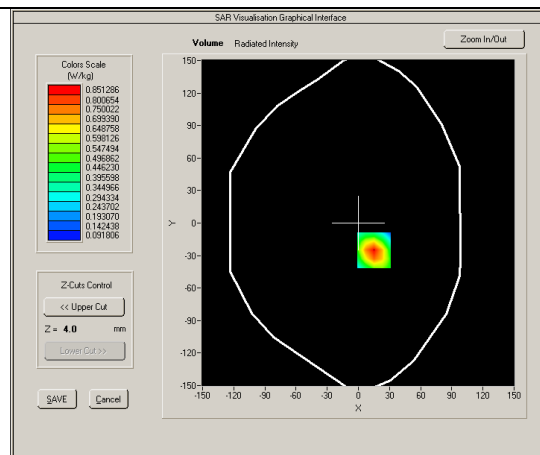 SAR Visualisation Graphical Interface
Volume Radiated Intensity
Zoom In/Out
Colors Scale
(W/kg)
0.851286
0.800654
0.750022
0.699390
0.648758
0.598126
0.547494
0.496862
0.446230
0.395598
0.344966
0.294334
0.243702
0.193070
0.142438
0.091806
Z-Cuts Control
<< Upper Cut
Z = 4.0 mm
Lower Cut >>
SAVE Cancel
150
120
90
60
30
0
-30
-60
-90
-120
-150
Y
-150 -120 -90 -60 -30 0 30 60 90 120 150
X